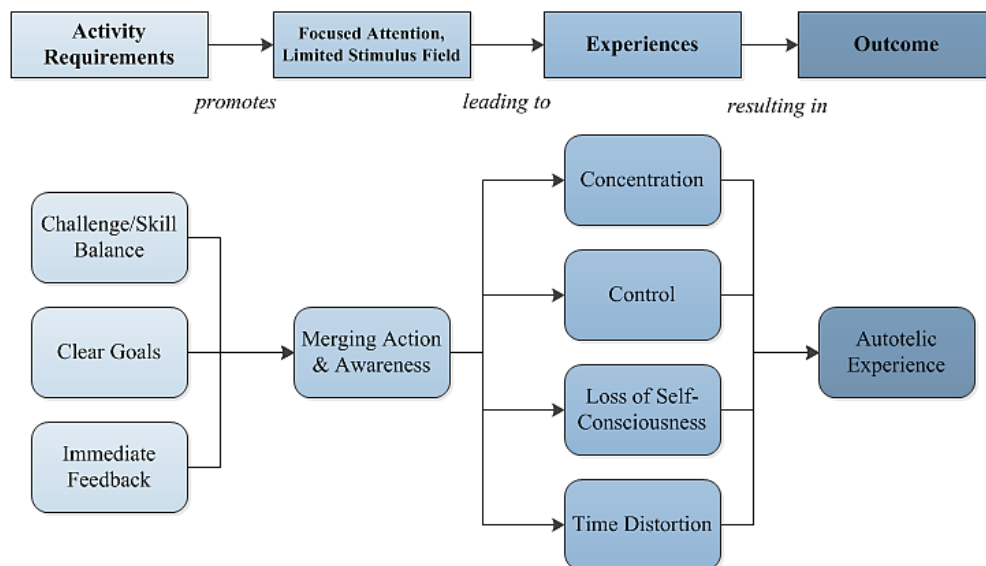 Activity
Requirements
Focused Attention,
Limited Stimulus Field
Experiences
Outcome
promotes
leading to
resulting in
Challenge/Skill
Balance
Clear Goals
Immediate
Feedback
Merging Action
& Awareness
Concentration
Control
Loss of Self-
Consciousness
Time Distortion
Autotelic
Experience